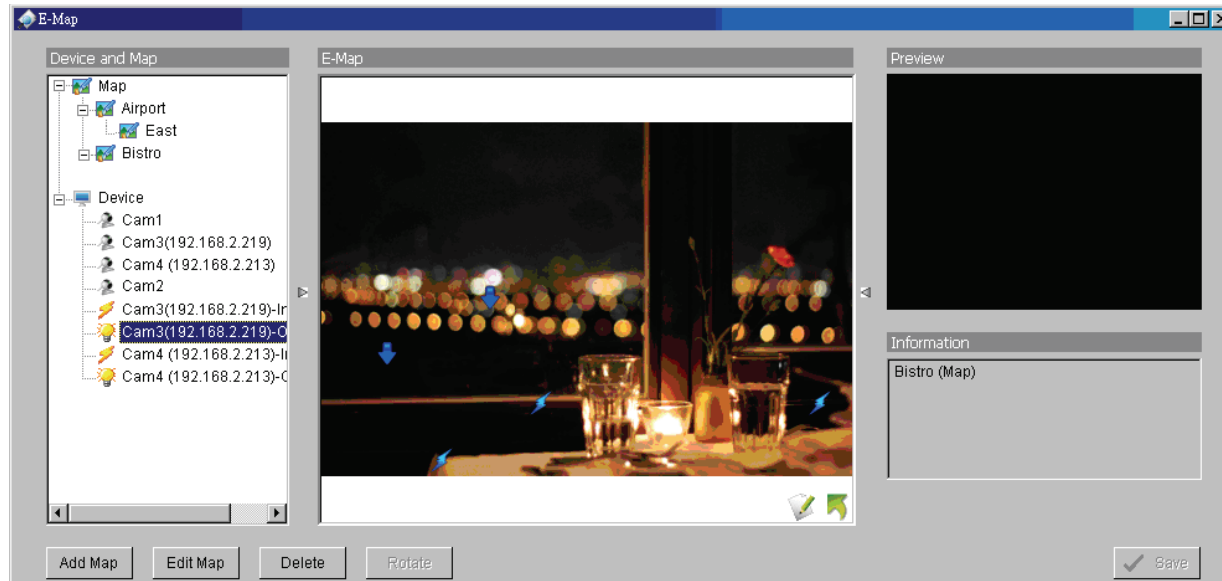 E-Map
Device and Map
Map
Airport
East
Bistro
Device
Cam1
Cam3(192.168.2.219)
Cam4 (192.168.2.213)
Cam2
Cam3(192.168.2.219)-Ir
Cam3(192.168.2.219)-O
Cam4 (192.168.2.213)-I
Cam4 (192.168.2.213)-C
E-Map
Preview
Information
Bistro (Map)
Add Map
Edit Map
Delete
Rotate
Save